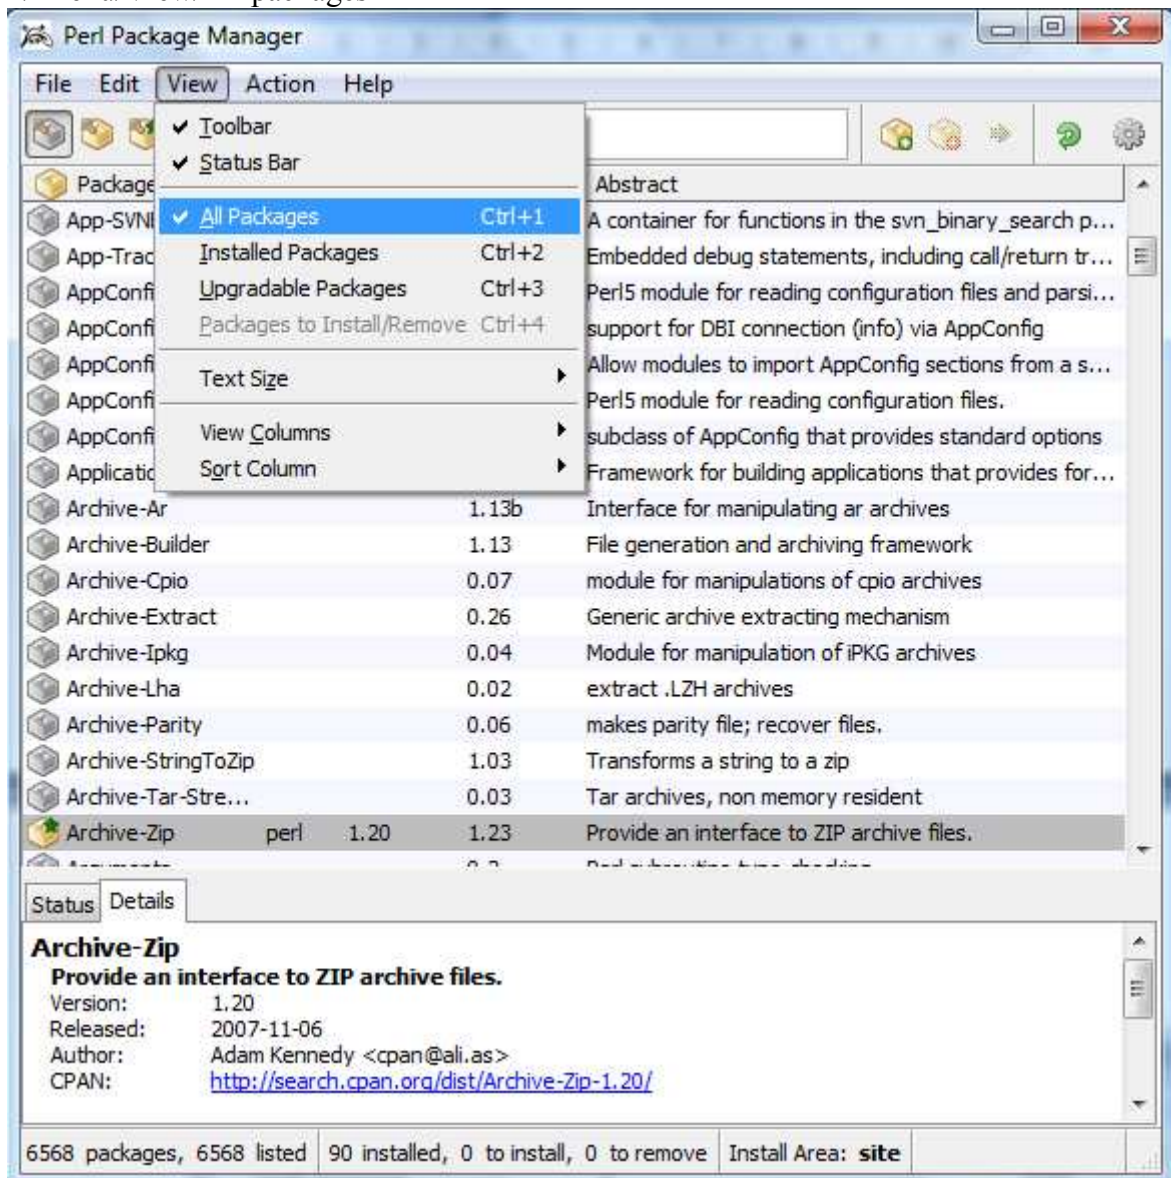 Perl Package Manager
File Edit View Action Help
Toolbar
Status Bar
All Packages Ctrl+1
Installed Packages Ctrl+2
Upgradable Packages Ctrl+3
Packages to Install/Remove Ctrl+4
Text Size
View Columns
Sort Column
Package Abstract
App-SVN A container for functions in the svn_binary_search p...
App-Trac Embedded debug statements, including call/return tr...
AppConfi Perl5 module for reading configuration files and parsi...
AppConfi support for DBI connection (info) via AppConfig
AppConfi Allow modules to import AppConfig sections from a s...
AppConfi Perl5 module for reading configuration files.
AppConfi subclass of AppConfig that provides standard options
Applicatio Framework for building applications that provides for...
Archive-Ar 1.13b Interface for manipulating ar archives
Archive-Builder 1.13 File generation and archiving framework
Archive-Cpio 0.07 module for manipulations of cpio archives
Archive-Extract 0.26 Generic archive extracting mechanism
Archive-Ipkg 0.04 Module for manipulation of iPKG archives
Archive-Lha 0.02 extract .LZH archives
Archive-Parity 0.06 makes parity file; recover files.
Archive-StringToZip 1.03 Transforms a string to a zip
Archive-Tar-Stre... 0.03 Tar archives, non memory resident
Archive-Zip perl 1.20 1.23 Provide an interface to ZIP archive files.
Status Details
Archive-Zip
Provide an interface to ZIP archive files.
Version: 1.20
Released: 2007-11-06
Author: Adam Kennedy <cpan@ali.as>
CPAN: http://search.cpan.org/dist/Archive-Zip-1.20/
6568 packages, 6568 listed 90 installed, 0 to install, 0 to remove Install Area: site